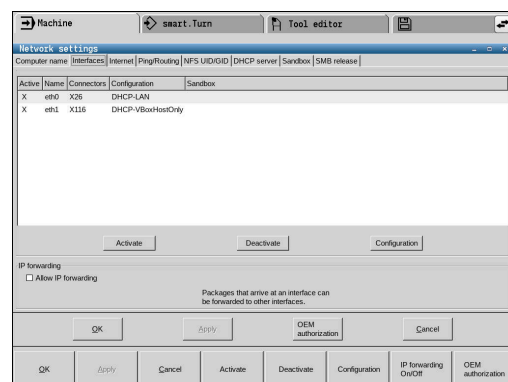 Machine smart.Turn Tool editor
Network settings
Computer name Interfaces Internet Ping/Routing NFS UID/GID DHCP server Sandbox SMB release
Active Name Connectors Configuration Sandbox
X eth0 X26 DHCP-LAN
X eth1 X116 DHCP-VBoxHostOnly
Activate Deactivate Configuration
IP forwarding
Allow IP forwarding
Packages that arrive at an interface can
be forwarded to other interfaces.
OK Apply OEM authorization Cancel
OK Apply Cancel Activate Deactivate Configuration IP forwarding On/Off OEM authorization